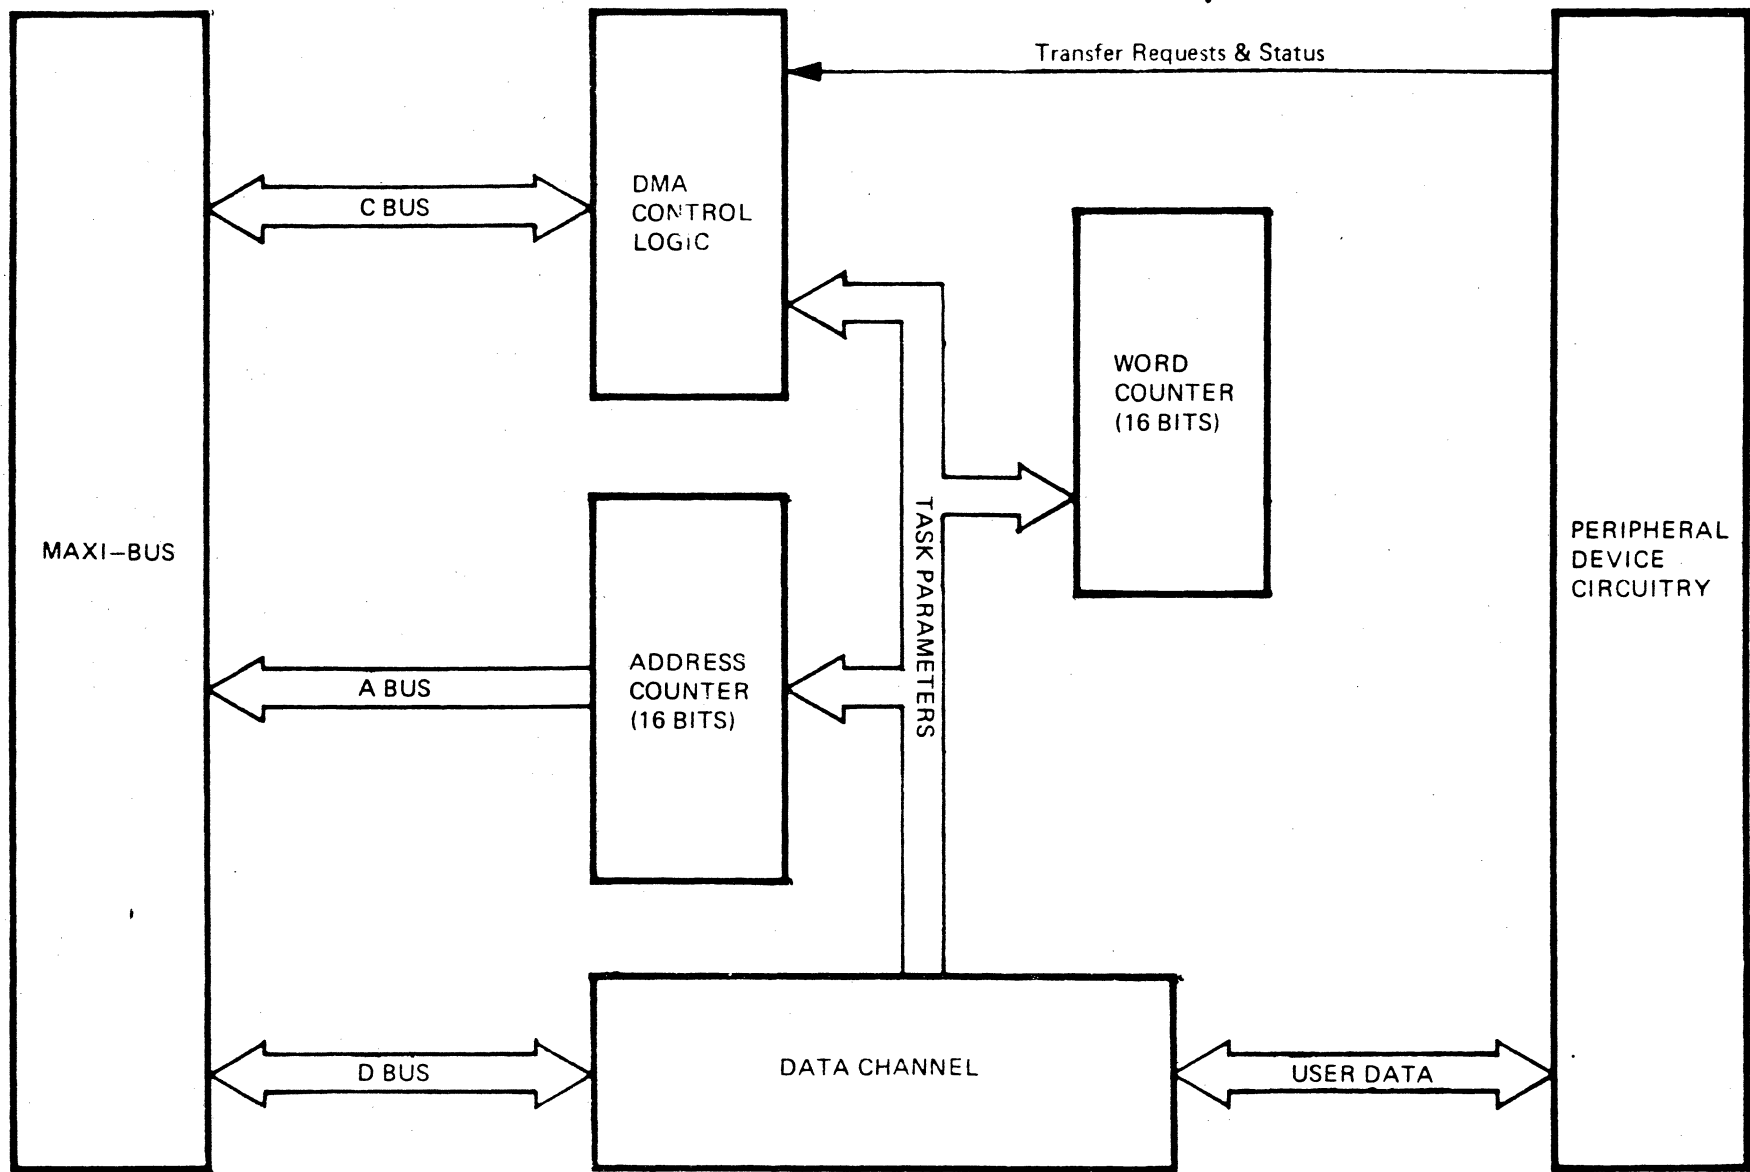 Transfer Requests & Status
DMA
CONTROL
LOGIC
C BUS
WORD
COUNTER
(16 BITS)
MAXI–BUS
TASK PARAMETERS
PERIPHERAL
DEVICE
CIRCUITRY
ADDRESS
COUNTER
(16 BITS)
A BUS
DATA CHANNEL
D BUS
USER DATA